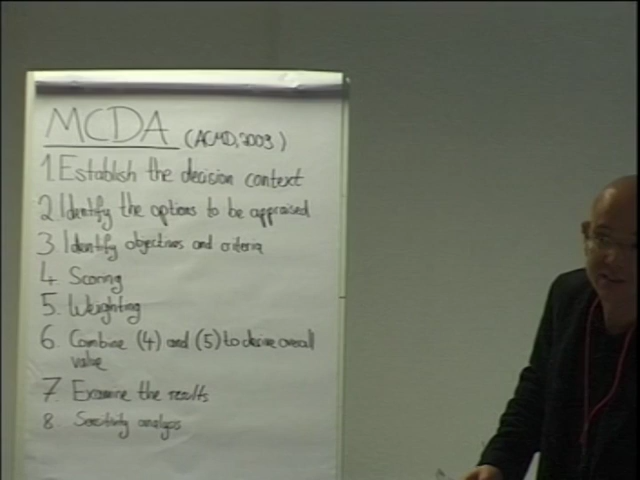 MCDA (ACMD, 2009)
1. Establish the decision context
2. Identify the options to be appraised
3. Identify objectives and criteria
4. Scoring
5. Weighting
6. Combine (4) and (5) to derive overall
value
7. Examine the results
8 Sensitivity analysis